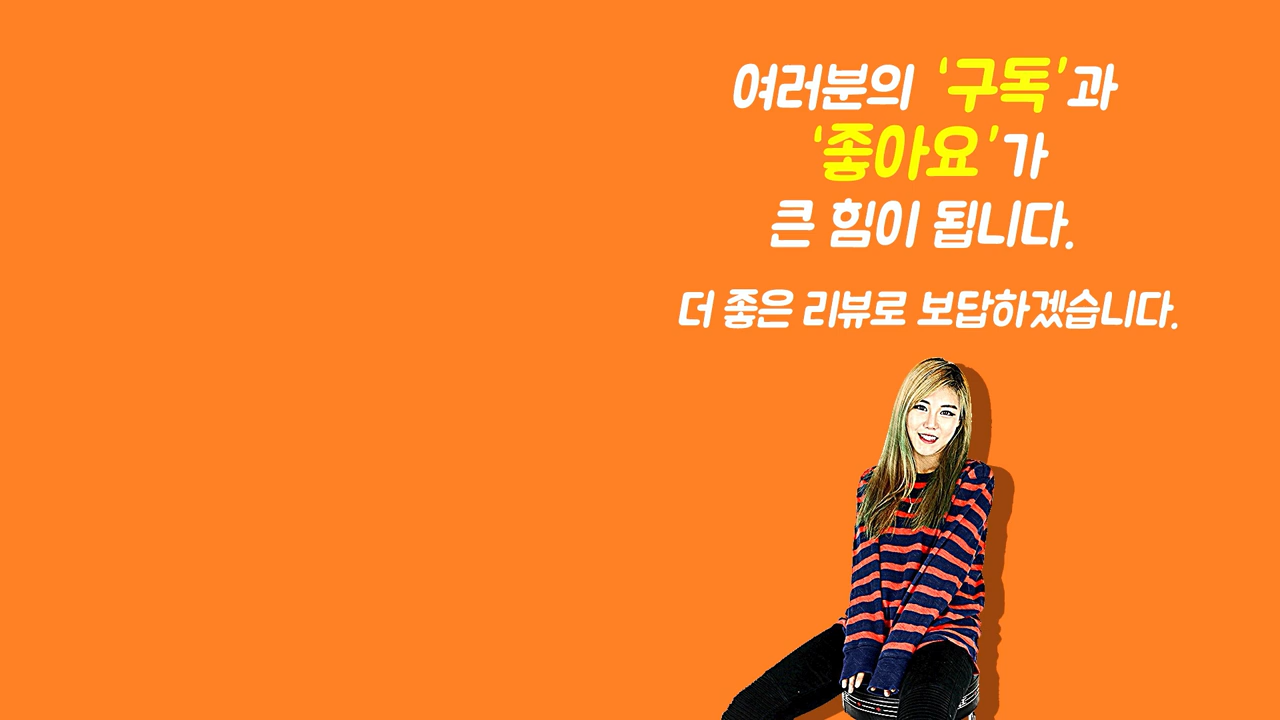 여러분의 '구독'과
'좋아요'가
큰 힘이 됩니다.
더 좋은 리뷰로 보답하겠습니다.